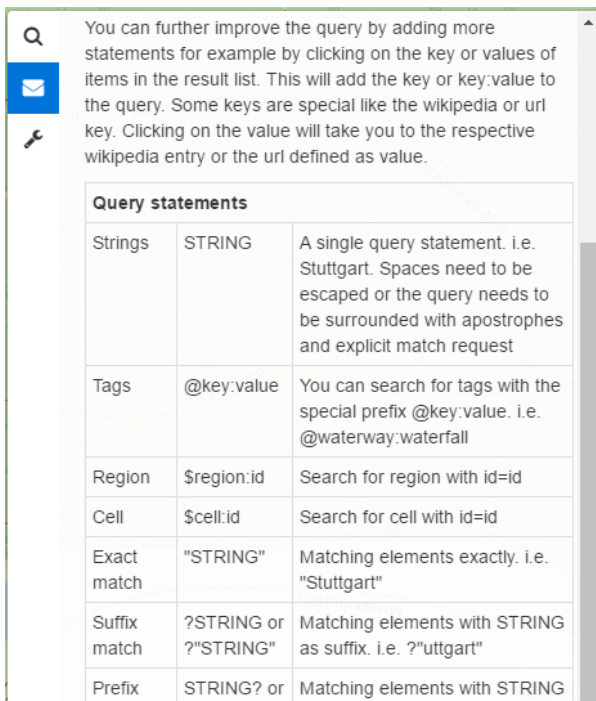 You can further improve the query by adding more
statements for example by clicking on the key or values of
items in the result list. This will add the key or key:value to
the query. Some keys are special like the wikipedia or url
key. Clicking on the value will take you to the respective
wikipedia entry or the url defined as value.
Query statements
Strings STRING A single query statement. i.e.
Stuttgart. Spaces need to be
escaped or the query needs to
be surrounded with apostrophes
and explicit match request
Tags @key:value You can search for tags with the
special prefix @key:value. i.e.
@waterway:waterfall
Region $region:id Search for region with id=id
Cell $cell:id Search for cell with id=id
Exact "STRING" Matching elements exactly. i.e.
match "Stuttgart"
Suffix ?STRING or Matching elements with STRING
match ?"STRING" as suffix. i.e. ?"uttgart"
Prefix STRING? or Matching elements with STRING